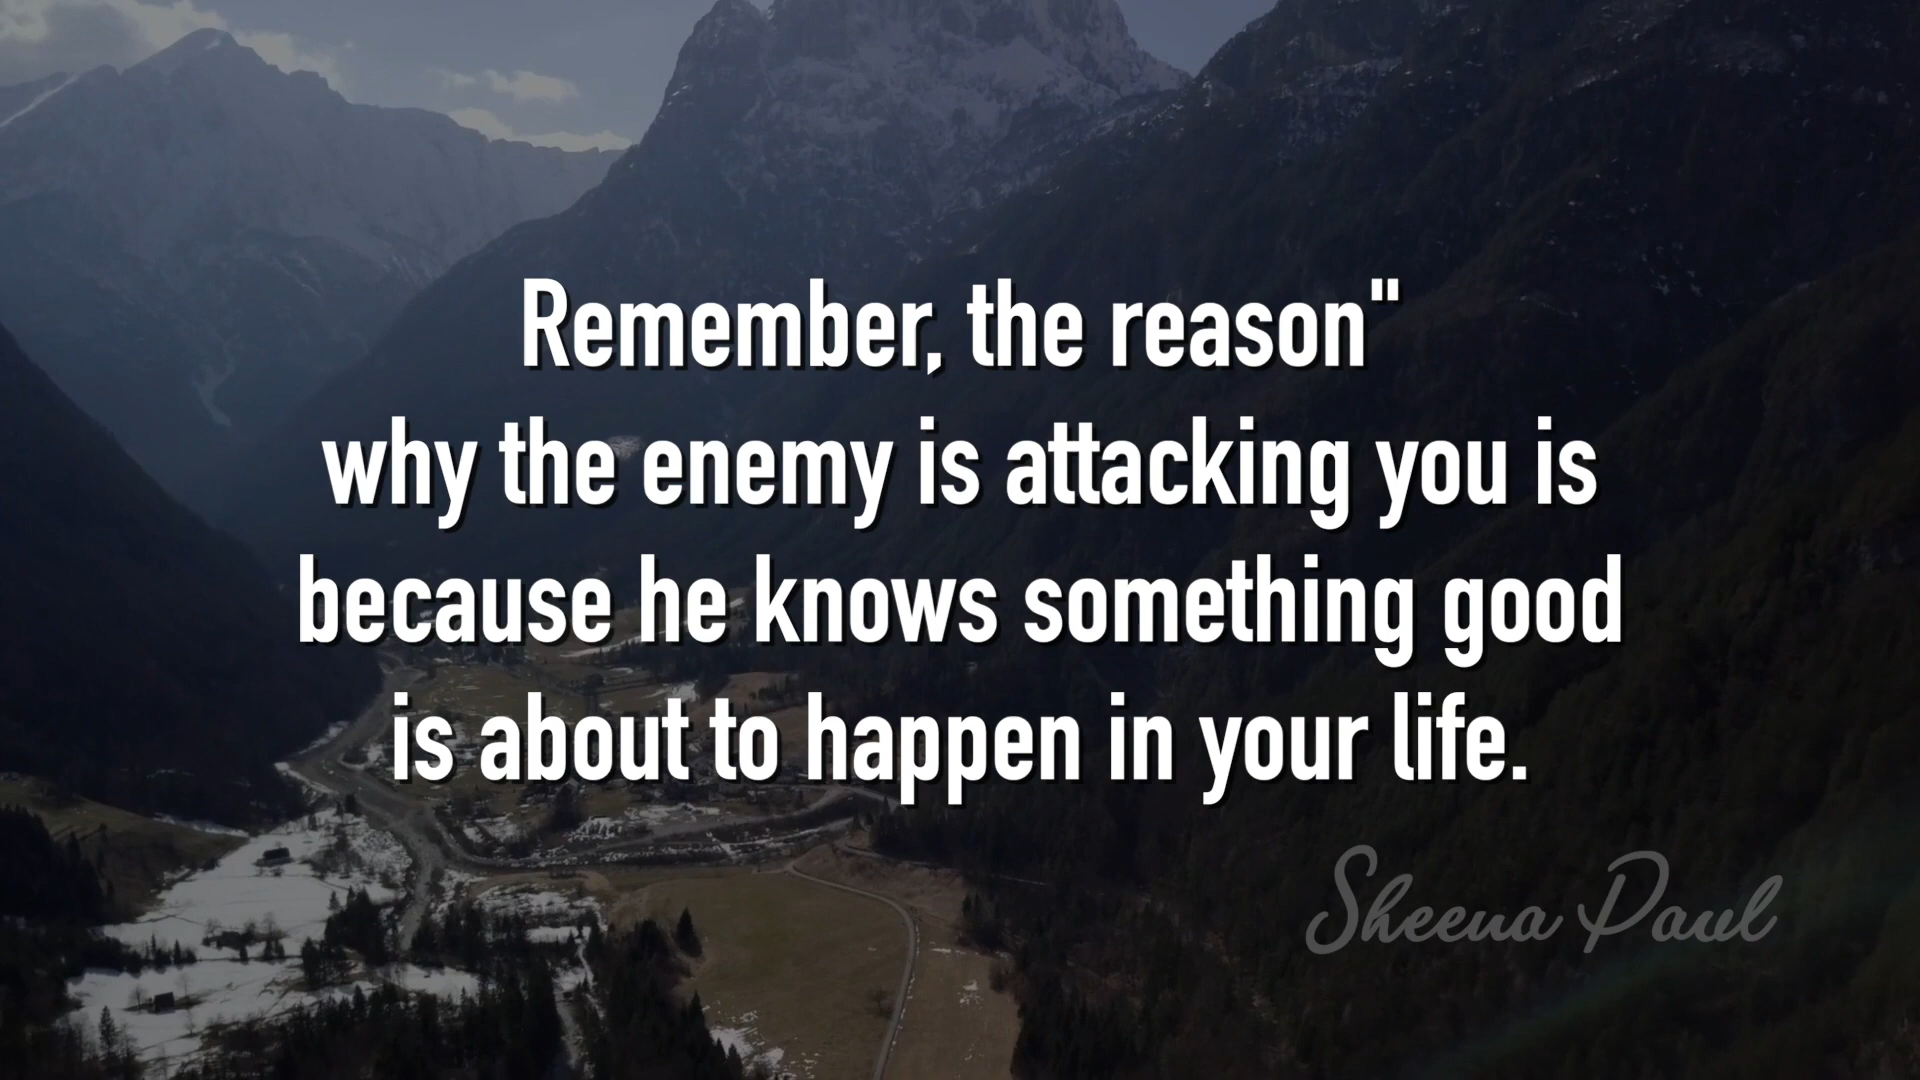 Remember, the reason"
why the enemy is attacking you is
because he knows something good
is about to happen in your life.
Sheena Paul